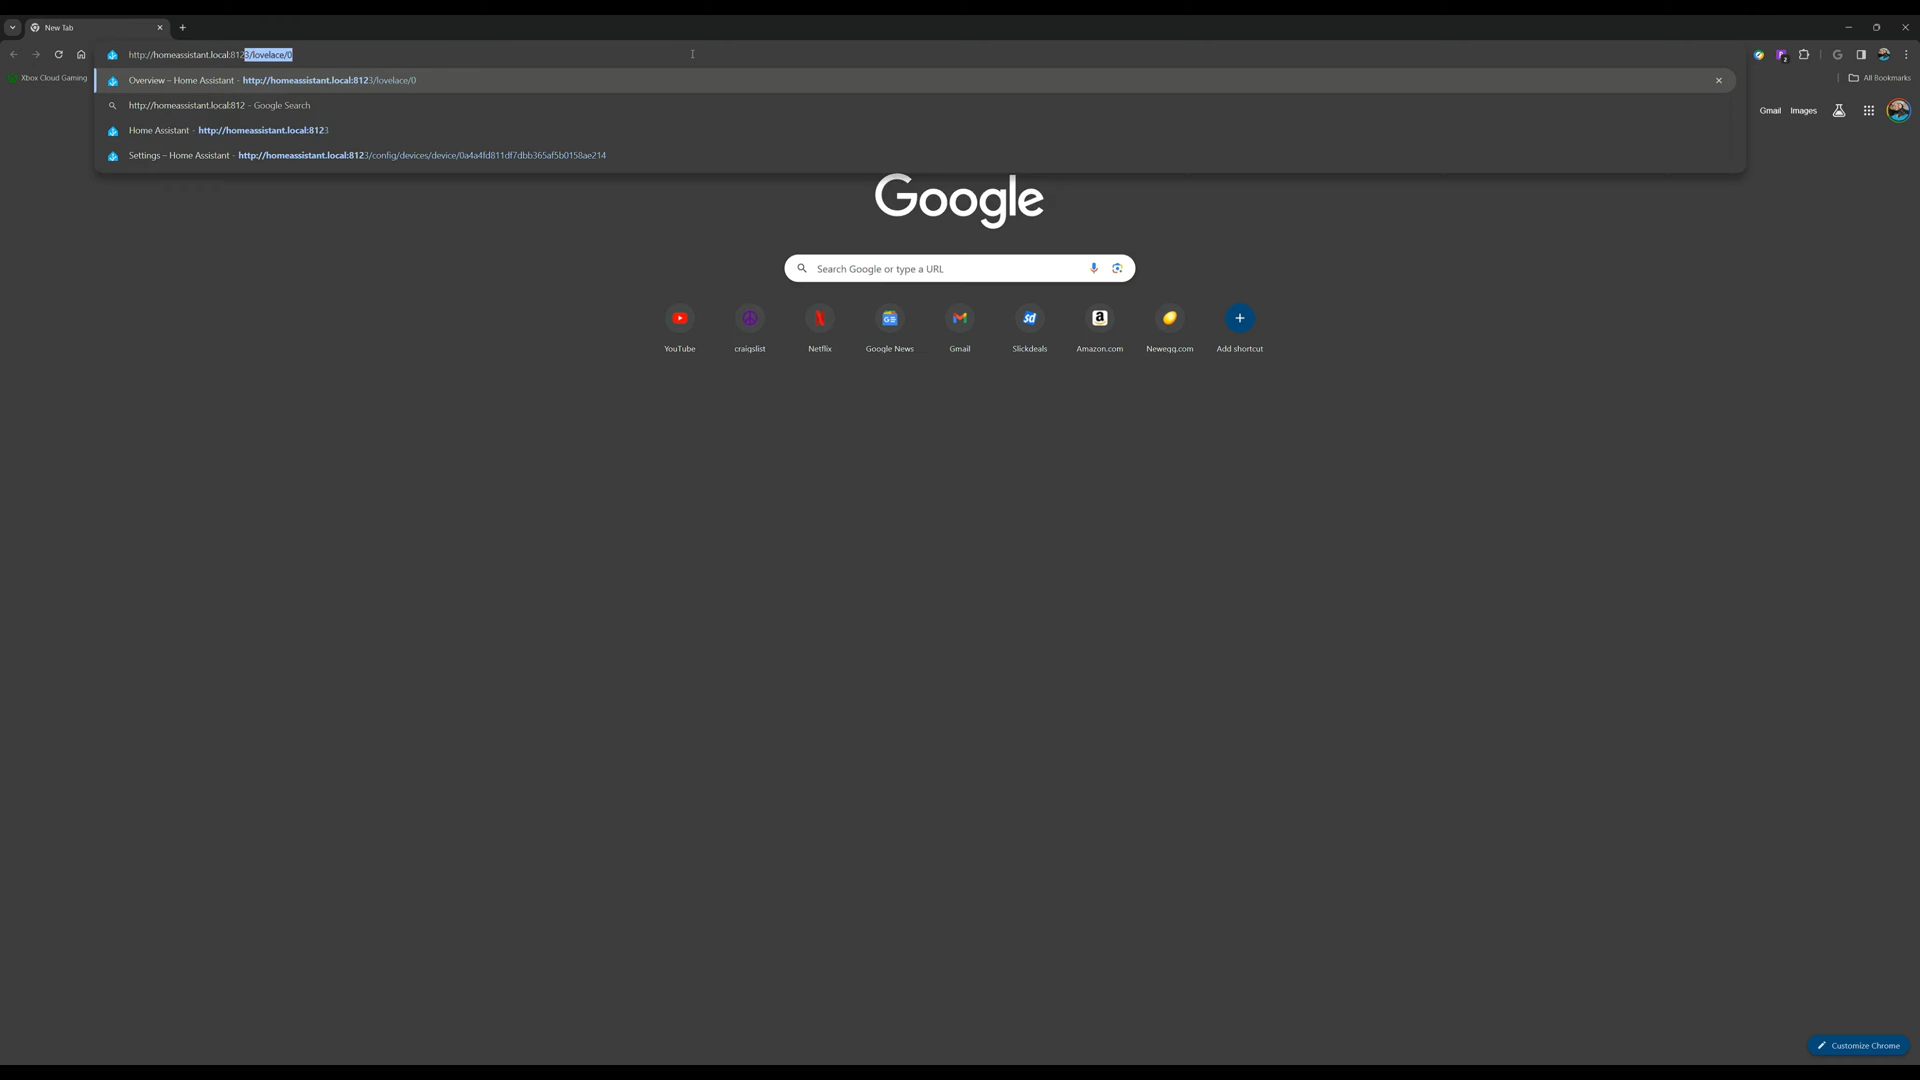 New Tab
http://homeassistant.local:8123/lovelace/0
Xbox Cloud Gaming
All Bookmarks
Overview – Home Assistant - http://homeassistant.local:8123/lovelace/0
http://homeassistant.local:812 - Google Search
Home Assistant - http://homeassistant.local:8123
Settings – Home Assistant - http://homeassistant.local:8123/config/devices/device/0a4a4fd811df7dbb365af5b0158ae214
Gmail Images
Google
Search Google or type a URL
YouTube craigslist Netflix Google News Gmail Slickdeals Amazon.com Newegg.com Add shortcut
Customize Chrome